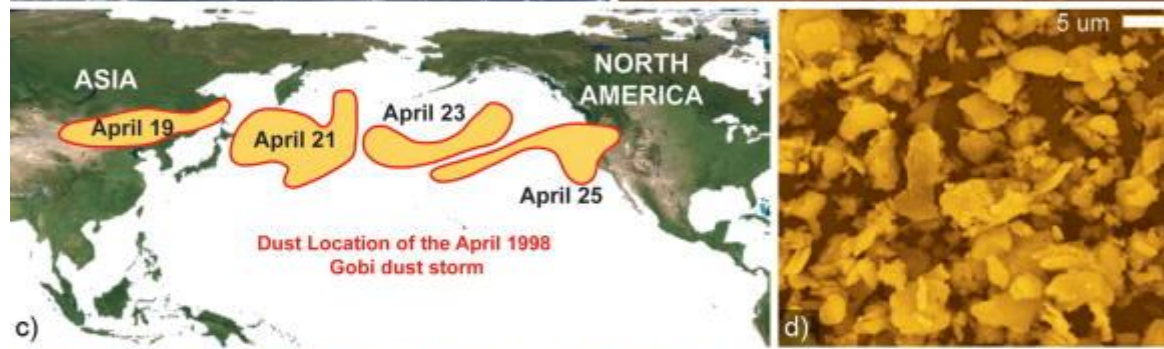 ASIA
NORTH
AMERICA
April 19
April 21
April 23
April 25
Dust Location of the April 1998
Gobi dust storm
c)
5 um
d)